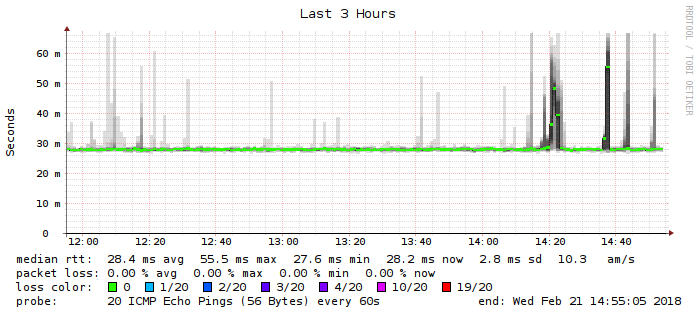 Last 3 Hours
RRDTOOL / TOBI OETIKER
Seconds
60 m
50 m
40 m
30 m
20 m
10 m
0
12:00 12:20 12:40 13:00 13:20 13:40 14:00 14:20 14:40
median rtt: 28.4 ms avg 55.5 ms max 27.6 ms min 28.2 ms now 2.8 ms sd 10.3 am/s
packet loss: 0.00 % avg 0.00 % max 0.00 % min 0.00 % now
loss color: 0 1/20 2/20 3/20 4/20 10/20 19/20
probe: 20 ICMP Echo Pings (56 Bytes) every 60s end: Wed Feb 21 14:55:05 2018